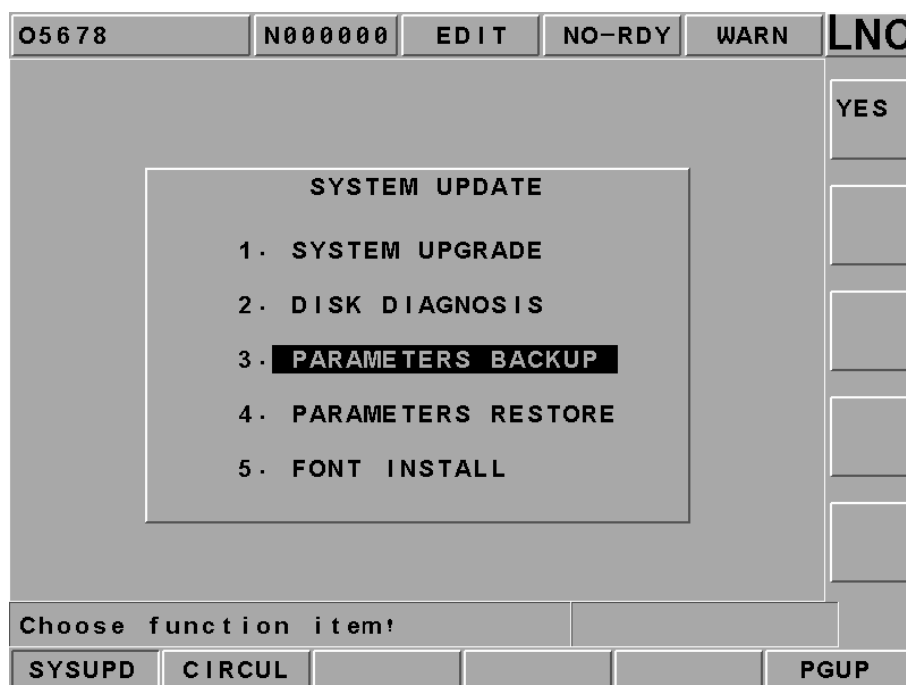 O5678 N000000 EDIT NO-RDY WARN LNC
YES
SYSTEM UPDATE
1. SYSTEM UPGRADE
2. DISK DIAGNOSIS
3. PARAMETERS BACKUP
4. PARAMETERS RESTORE
5. FONT INSTALL
Choose function item!
SYSUPD CIRCUL PGUP